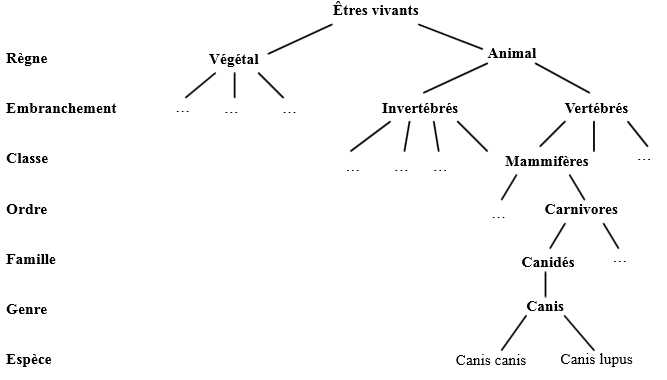 Êtres vivants
Règne Végétal Animal
Embranchement ... ... ... Invertébrés Vertébrés
Classe ... ... ... Mammifères ...
Ordre ... Carnivores
Famille Canidés ...
Genre Canis
Espèce Canis canis Canis lupus